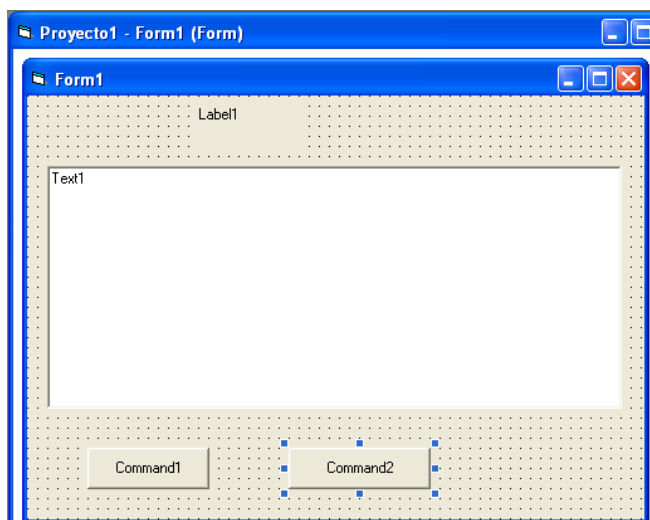 Proyecto1 - Form1 (Form)
Form1
Label1
Text1
Command1
Command2